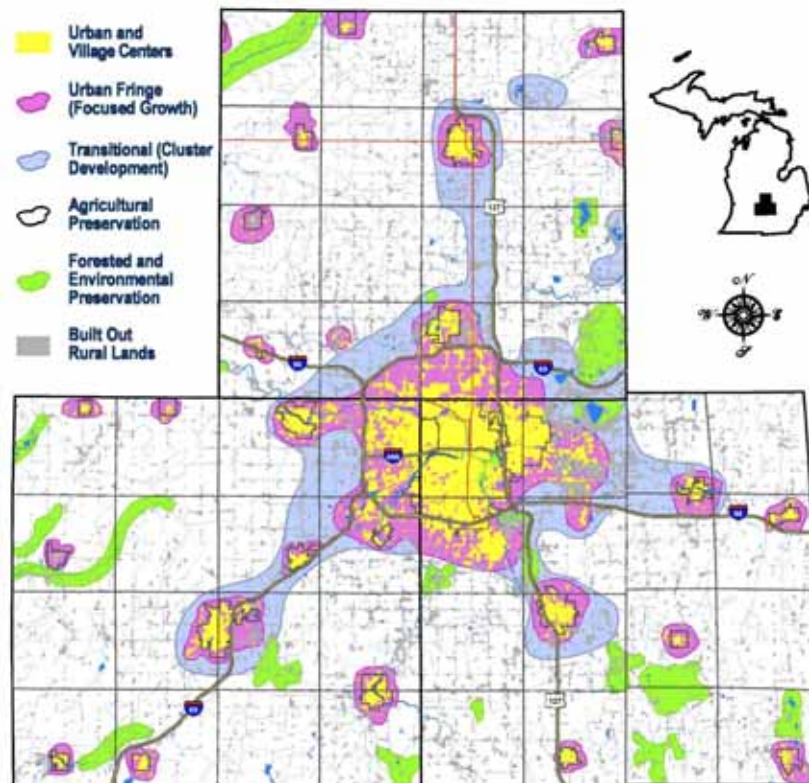 Urban and
Village Centers
Urban Fringe
(Focused Growth)
Transitional (Cluster
Development)
Agricultural
Preservation
Forested and
Environmental
Preservation
Built Out
Rural Lands
N
E
127
96
69
496
96
69
127